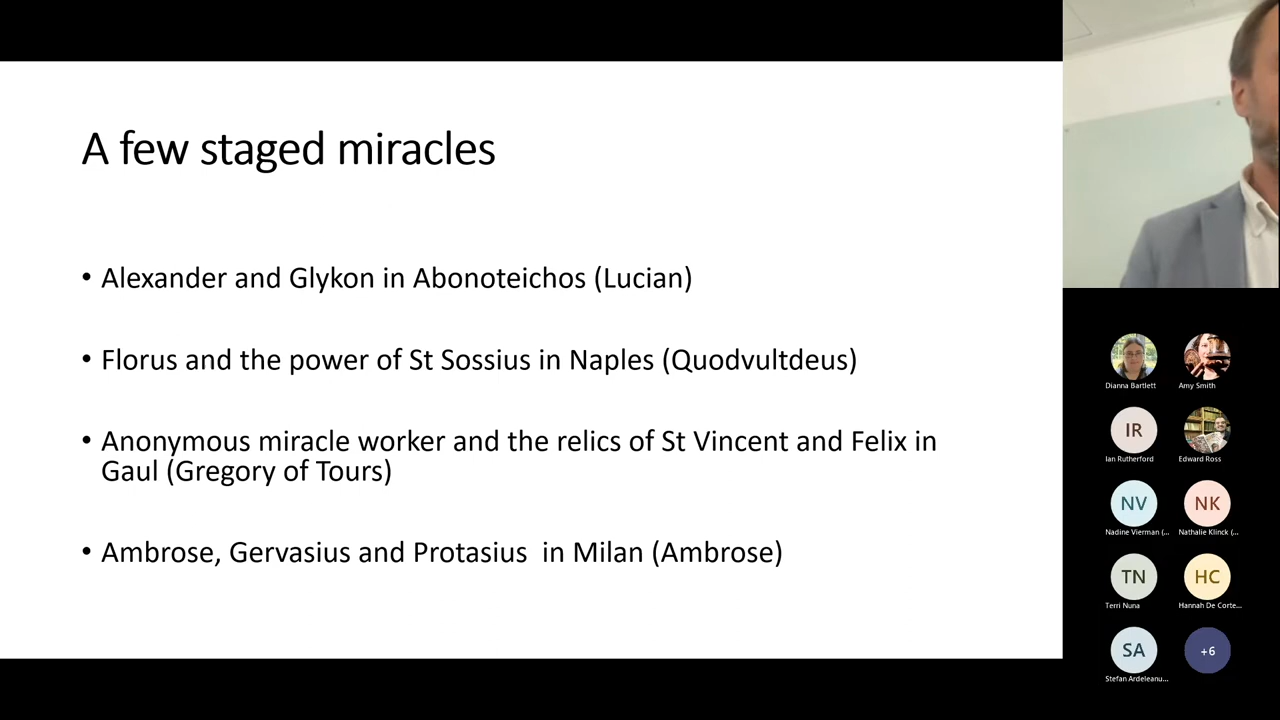 A few staged miracles
• Alexander and Glykon in Abonoteichos (Lucian)
• Florus and the power of St Sossius in Naples (Quodvultdeus)
• Anonymous miracle worker and the relics of St Vincent and Felix in
Gaul (Gregory of Tours)
• Ambrose, Gervasius and Protasius  in Milan (Ambrose)
Dianna Bartlett
Amy Smith
IR
Ian Rutherford
Edward Ross
NV
NK
Nadine Vierman (...
Nathalie Klinck (...
TN
HC
Terri Nuna
Hannah De Corte...
SA
+6
Stefan Ardeleanu...